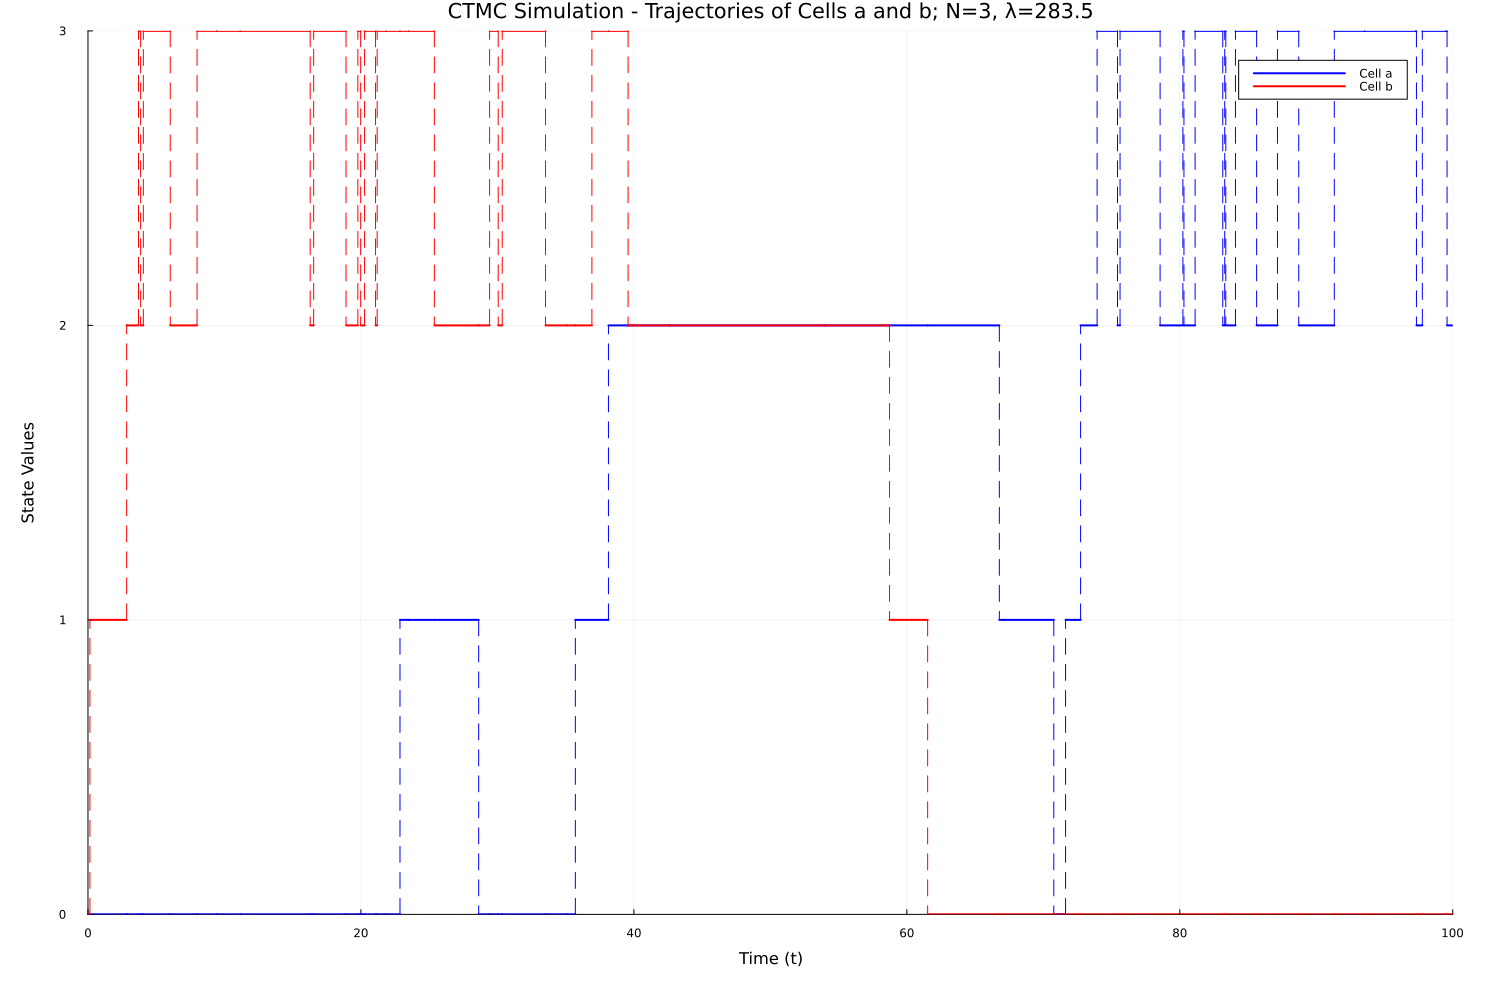 CTMC Simulation - Trajectories of Cells a and b; N=3, λ=283.5
3
Cell a
Cell b
2
State Values
1
0
0 20 40 60 80 100
Time (t)